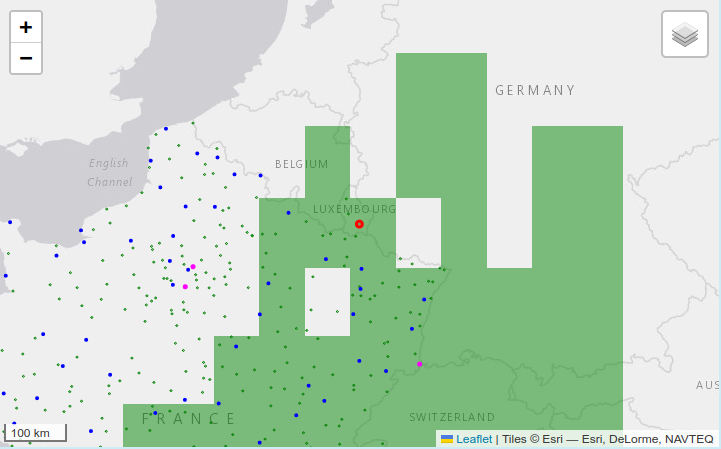 +
−
GERMANY
English
Channel
BELGIUM
LUXEMBOURG
FRANCE
SWITZERLAND
AUS
100 km
Leaflet | Tiles © Esri — Esri, DeLorme, NAVTEQ